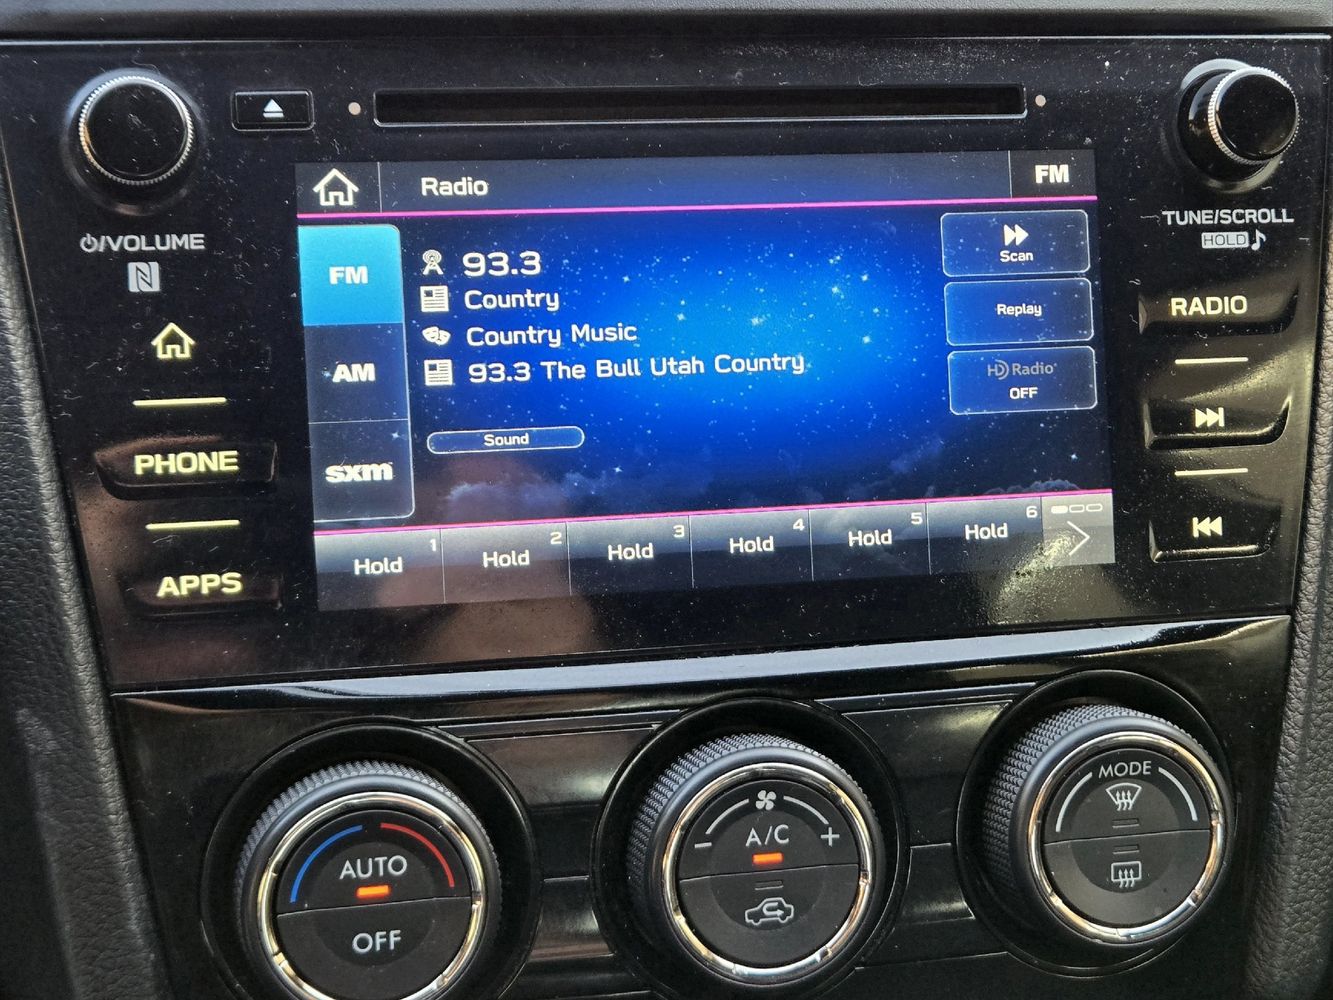 Radio
FM
FM
AM
sxm
93.3
Country
Country Music
93.3 The Bull Utah Country
Sound
Scan
Replay
HD Radio
OFF
1
Hold
2
Hold
3
Hold
4
Hold
5
Hold
6
Hold
/VOLUME
N
PHONE
APPS
TUNE/SCROLL
HOLD
RADIO
AUTO
OFF
A/C
- +
MODE